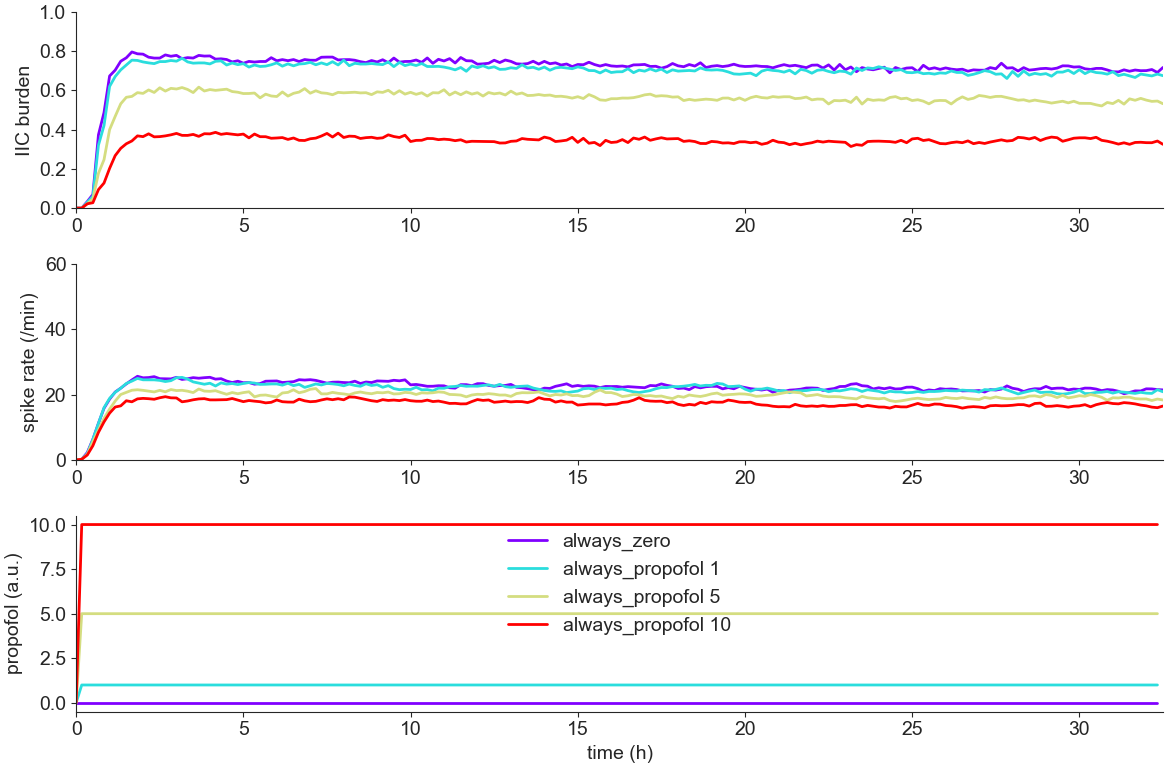 IIC burden
1.0
0.8
0.6
0.4
0.2
0.0
0 5 10 15 20 25 30
spike rate (/min)
60
40
20
0
0 5 10 15 20 25 30
propofol (a.u.)
10.0
7.5
5.0
2.5
0.0
always_zero
always_propofol 1
always_propofol 5
always_propofol 10
0 5 10 15 20 25 30
time (h)